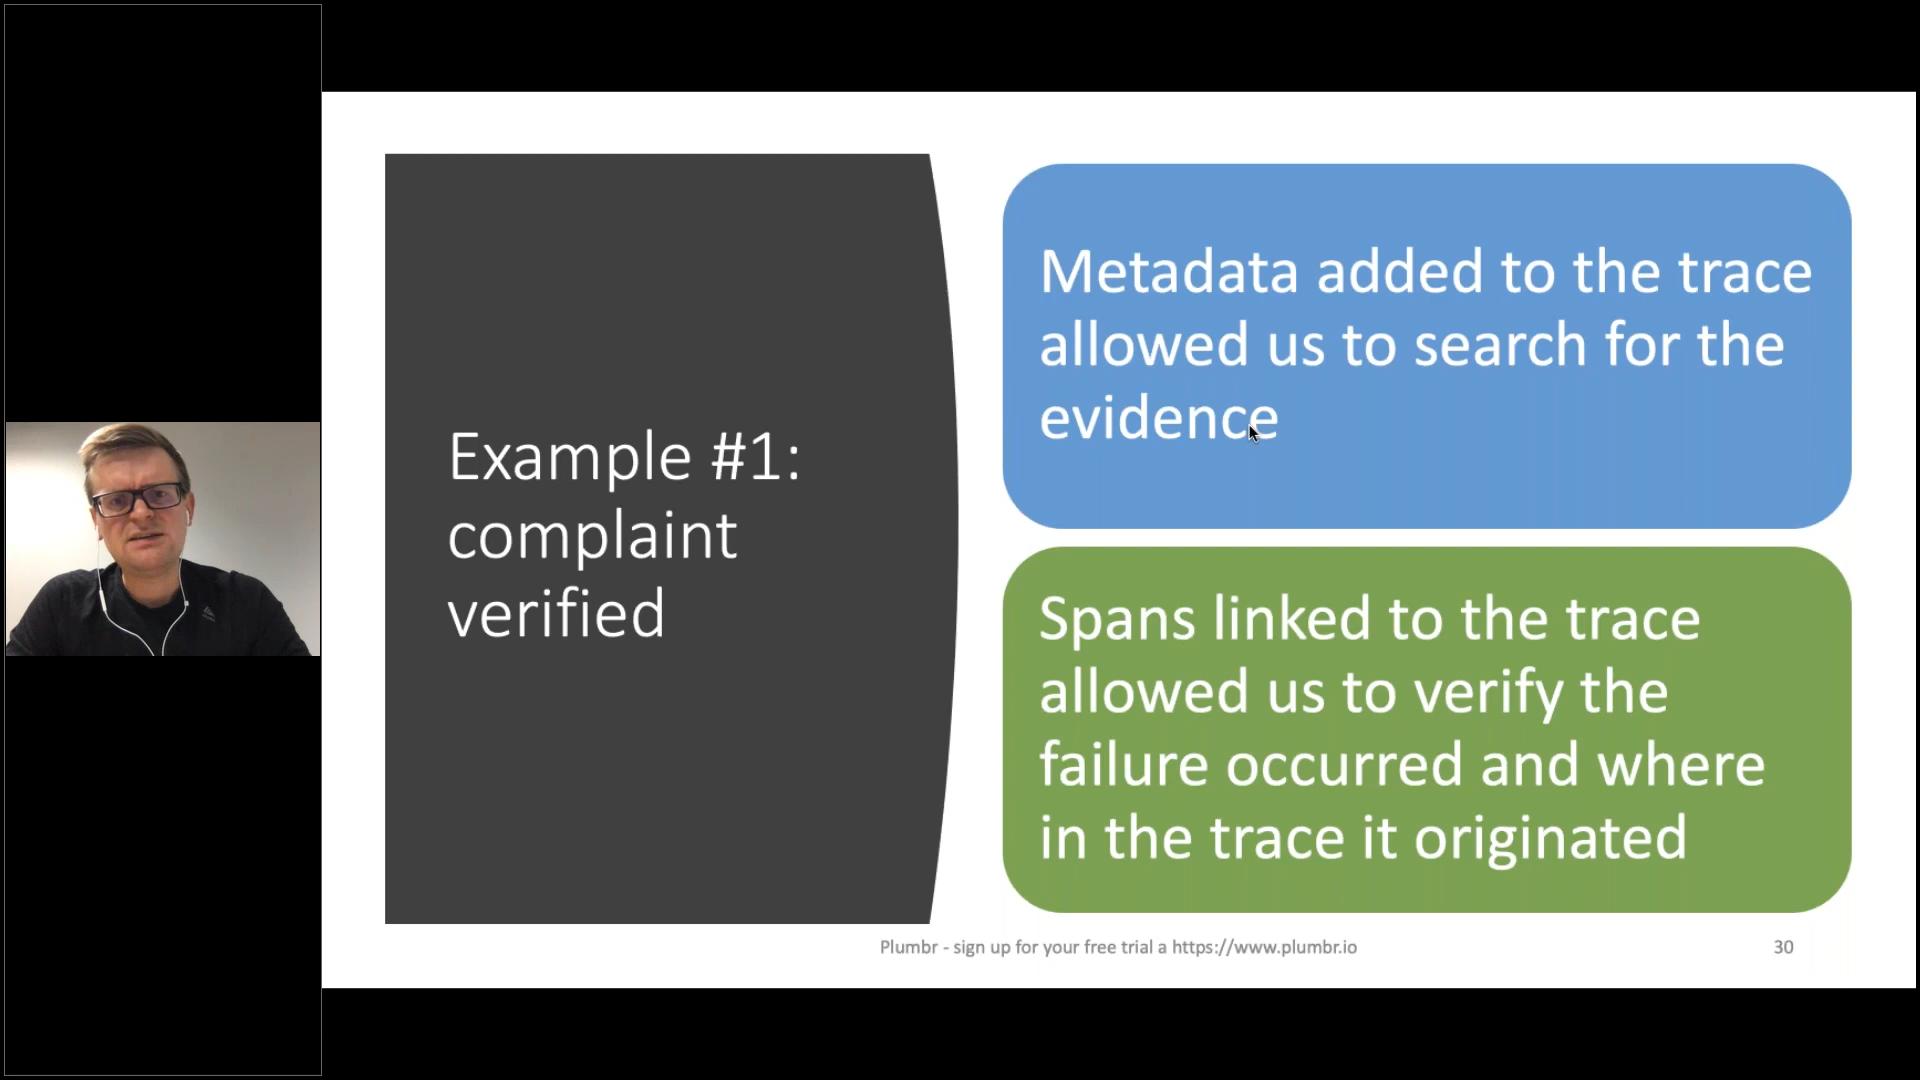 Example #1:
complaint
verified
Metadata added to the trace
allowed us to search for the
evidence
Spans linked to the trace
allowed us to verify the
failure occurred and where
in the trace it originated
Plumbr - sign up for your free trial a https://www.plumbr.io
30